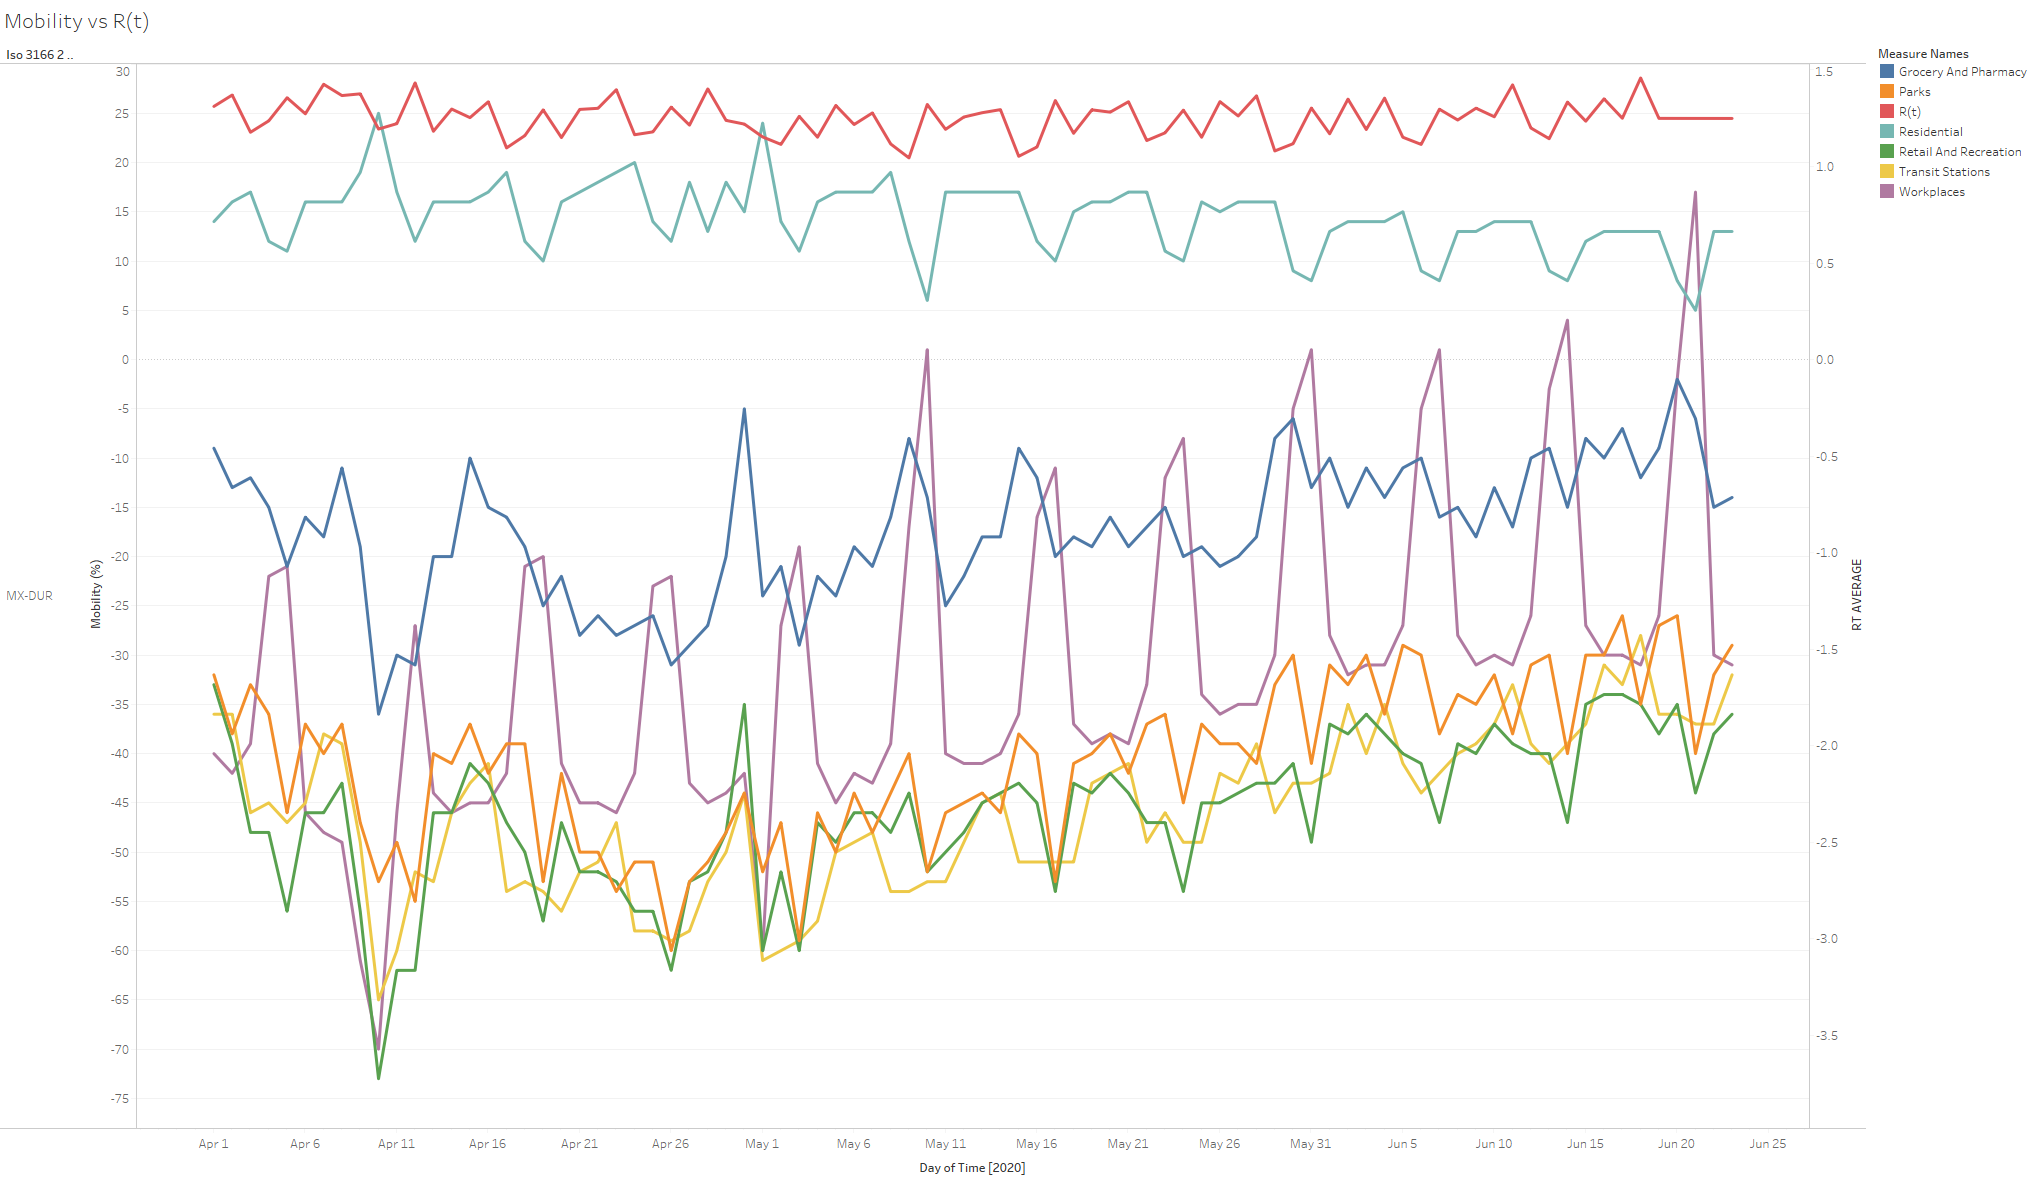 Mobility vs R(t)
Iso 3166 2 ..
Measure Names
Grocery And Pharmacy
Parks
R(t)
Residential
Retail And Recreation
Transit Stations
Workplaces
MX-DUR
Mobility (%)
30
25
20
15
10
5
0
-5
-10
-15
-20
-25
-30
-35
-40
-45
-50
-55
-60
-65
-70
-75
1.5
1.0
0.5
0.0
-0.5
-1.0
-1.5
-2.0
-2.5
-3.0
-3.5
RT AVERAGE
Apr 1 Apr 6 Apr 11 Apr 16 Apr 21 Apr 26 May 1 May 6 May 11 May 16 May 21 May 26 May 31 Jun 5 Jun 10 Jun 15 Jun 20 Jun 25
Day of Time [2020]